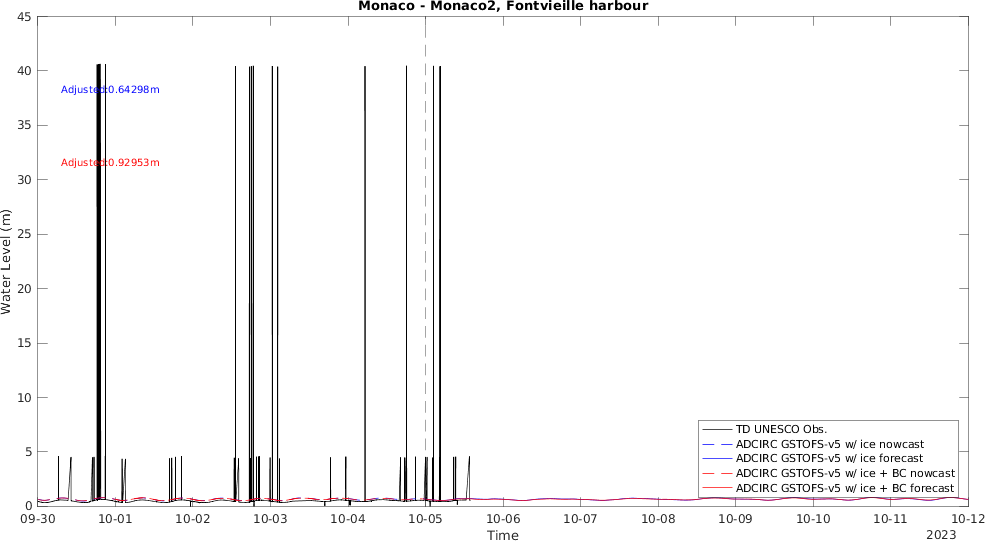 Monaco - Monaco2, Fontvieille harbour
45
40
35
30
25
20
15
10
5
0
Water Level (m)
Adjusted:0.64298m
Adjusted:0.92953m
TD UNESCO Obs.
ADCIRC GSTOFS-v5 w/ ice nowcast
ADCIRC GSTOFS-v5 w/ ice forecast
ADCIRC GSTOFS-v5 w/ ice + BC nowcast
ADCIRC GSTOFS-v5 w/ ice + BC forecast
09-30 10-01 10-02 10-03 10-04 10-05 10-06 10-07 10-08 10-09 10-10 10-11 10-12
Time
2023